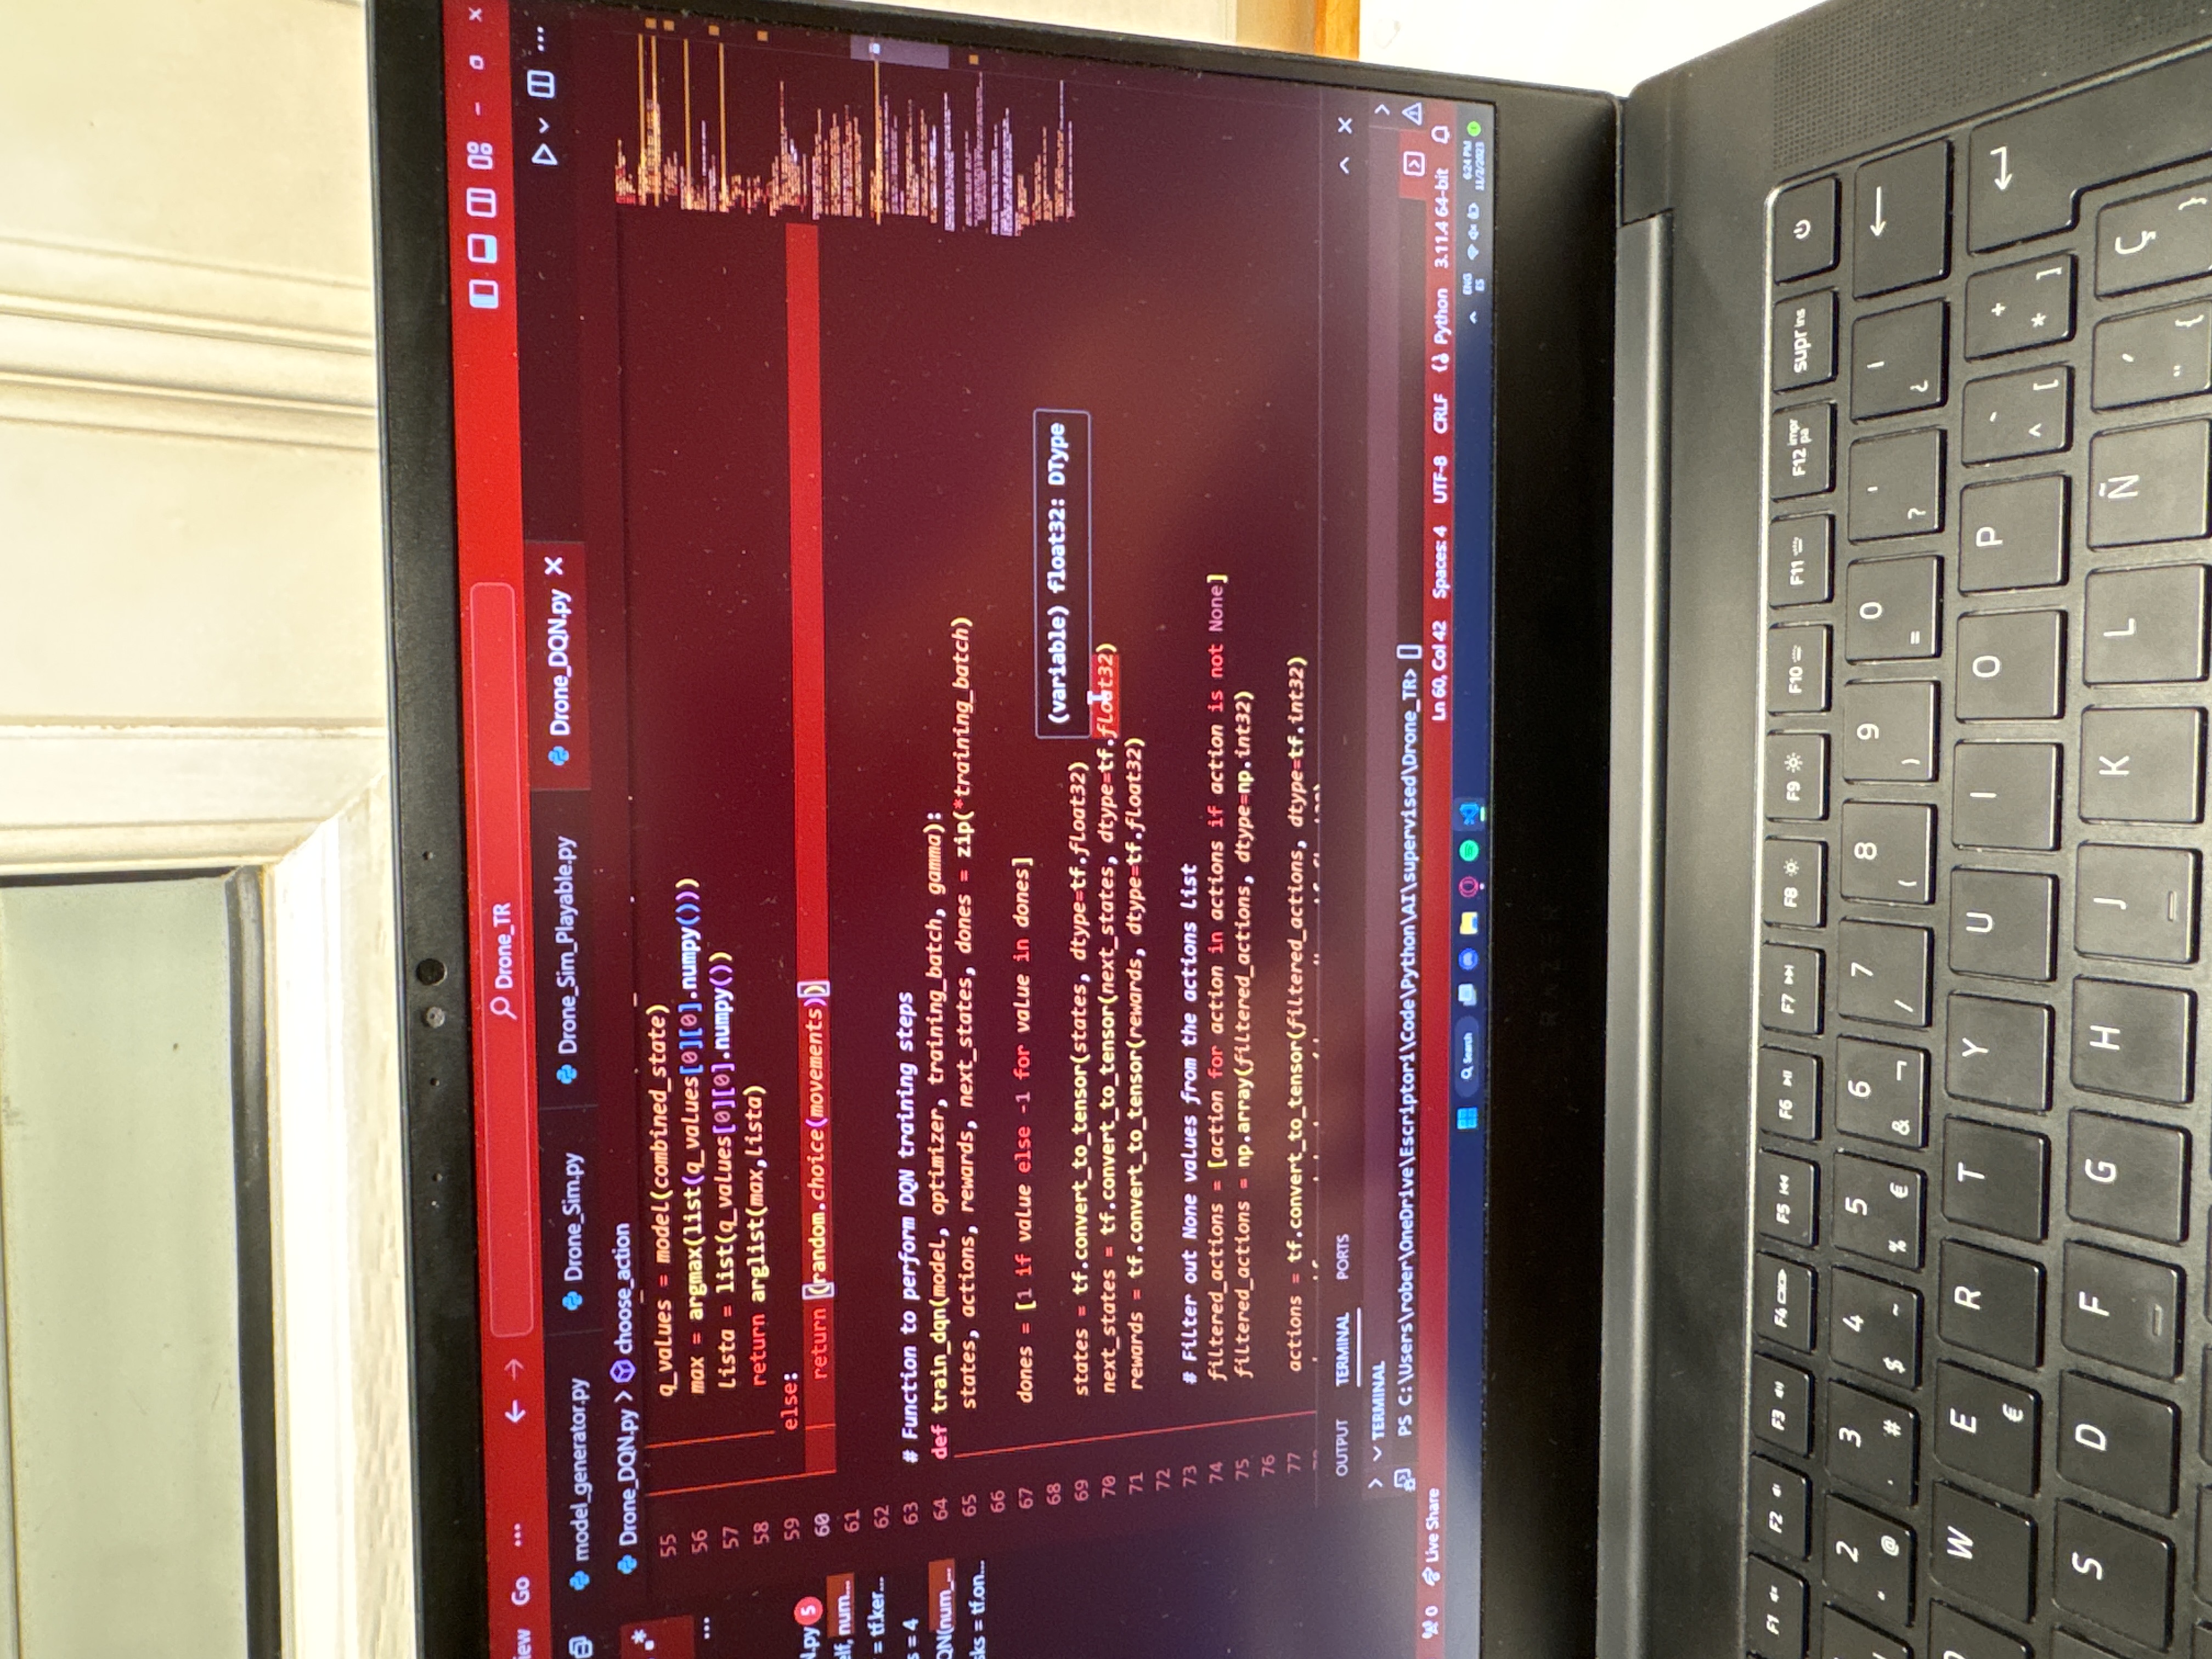 iew Go ... Drone_TR
model_generator.py Drone_Sim.py Drone_Sim_Playable.py Drone_DQN.py
Drone_DQN.py > choose_action
55 q_values = model(combined_state)
56 max = argmax(list(q_values[0][0].numpy()))
57 lista = list(q_values[0][0].numpy())
58 return arglist(max,lista)
59 else:
60 return (random.choice(movements))
61
62
63 # Function to perform DQN training steps
64 def train_dqn(model, optimizer, training_batch, gamma):
65 states, actions, rewards, next_states, dones = zip(*training_batch)
66
67 dones = [1 if value else -1 for value in dones]
68
(variable) float32: DType
69 states = tf.convert_to_tensor(states, dtype=tf.float32)
70 next_states = tf.convert_to_tensor(next_states, dtype=tf.float32)
71 rewards = tf.convert_to_tensor(rewards, dtype=tf.float32)
72
73 # Filter out None values from the actions list
74 filtered_actions = [action for action in actions if action is not None]
75 filtered_actions = np.array(filtered_actions, dtype=np.int32)
76
77 actions = tf.convert_to_tensor(filtered_actions, dtype=tf.int32)
N.py 5
elf, num...
= tf.ker...
s = 4
QN(num_...
sks = tf.on...
OUTPUT TERMINAL PORTS
TERMINAL
PS C:\Users\rober\OneDrive\Escriptori\Code\Python\AI\supervised\Drone_TR>
0 Live Share Ln 60, Col 42 Spaces: 4 UTF-8 CRLF Python 3.11.4 64-bit
Search ENG ES 6:24 PM 11/2/2023
RAZER
F1 F2 F3 F4 F5 F6 F7 F8 F9 F10 F11 F12 impr pa supr ins
2 3 4 5 6 7 8 9 0 ' ¡
" @ · # $ ~ % € & ¬ / ( ) = ? ¿
W E R T Y U I O P ` +
€ ^ [ * ]
S D F G H J K L Ñ ´ Ç
¨ { }